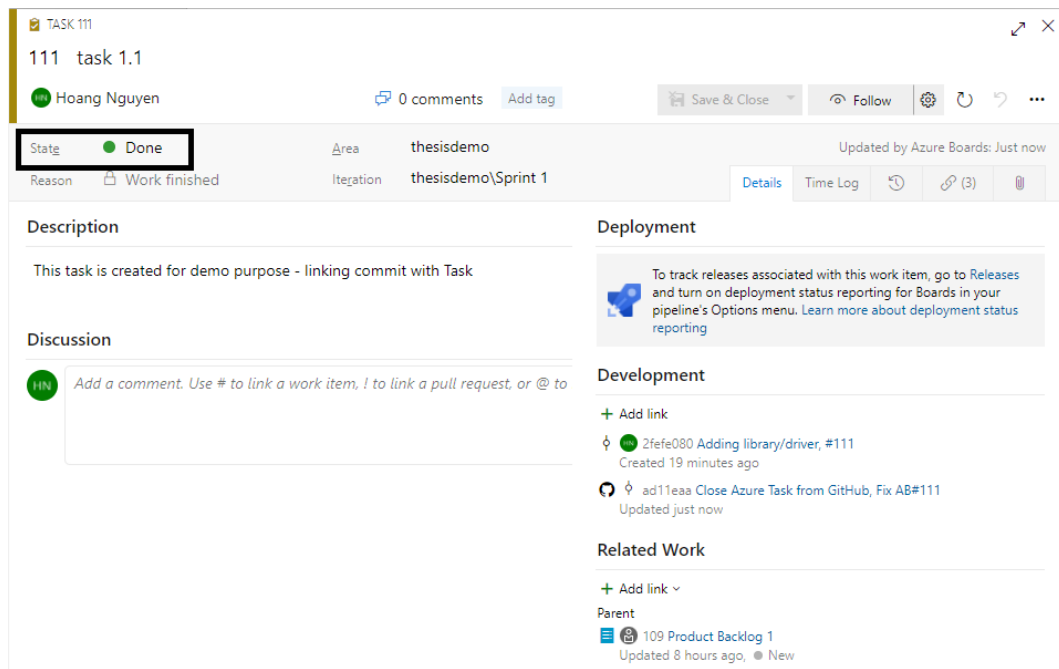 TASK 111
111 task 1.1
HN Hoang Nguyen
0 comments
Add tag
Save & Close
Follow
State Done
Area thesisdemo
Updated by Azure Boards: Just now
Reason Work finished
Iteration thesisdemo\Sprint 1
Details Time Log (3)
Description
This task is created for demo purpose - linking commit with Task
Discussion
HN
Add a comment. Use # to link a work item, ! to link a pull request, or @ to
Deployment
To track releases associated with this work item, go to Releases
and turn on deployment status reporting for Boards in your
pipeline's Options menu. Learn more about deployment status
reporting
Development
+ Add link
HN 2fefe080 Adding library/driver, #111
Created 19 minutes ago
ad11eaa Close Azure Task from GitHub, Fix AB#111
Updated just now
Related Work
+ Add link
Parent
109 Product Backlog 1
Updated 8 hours ago, New